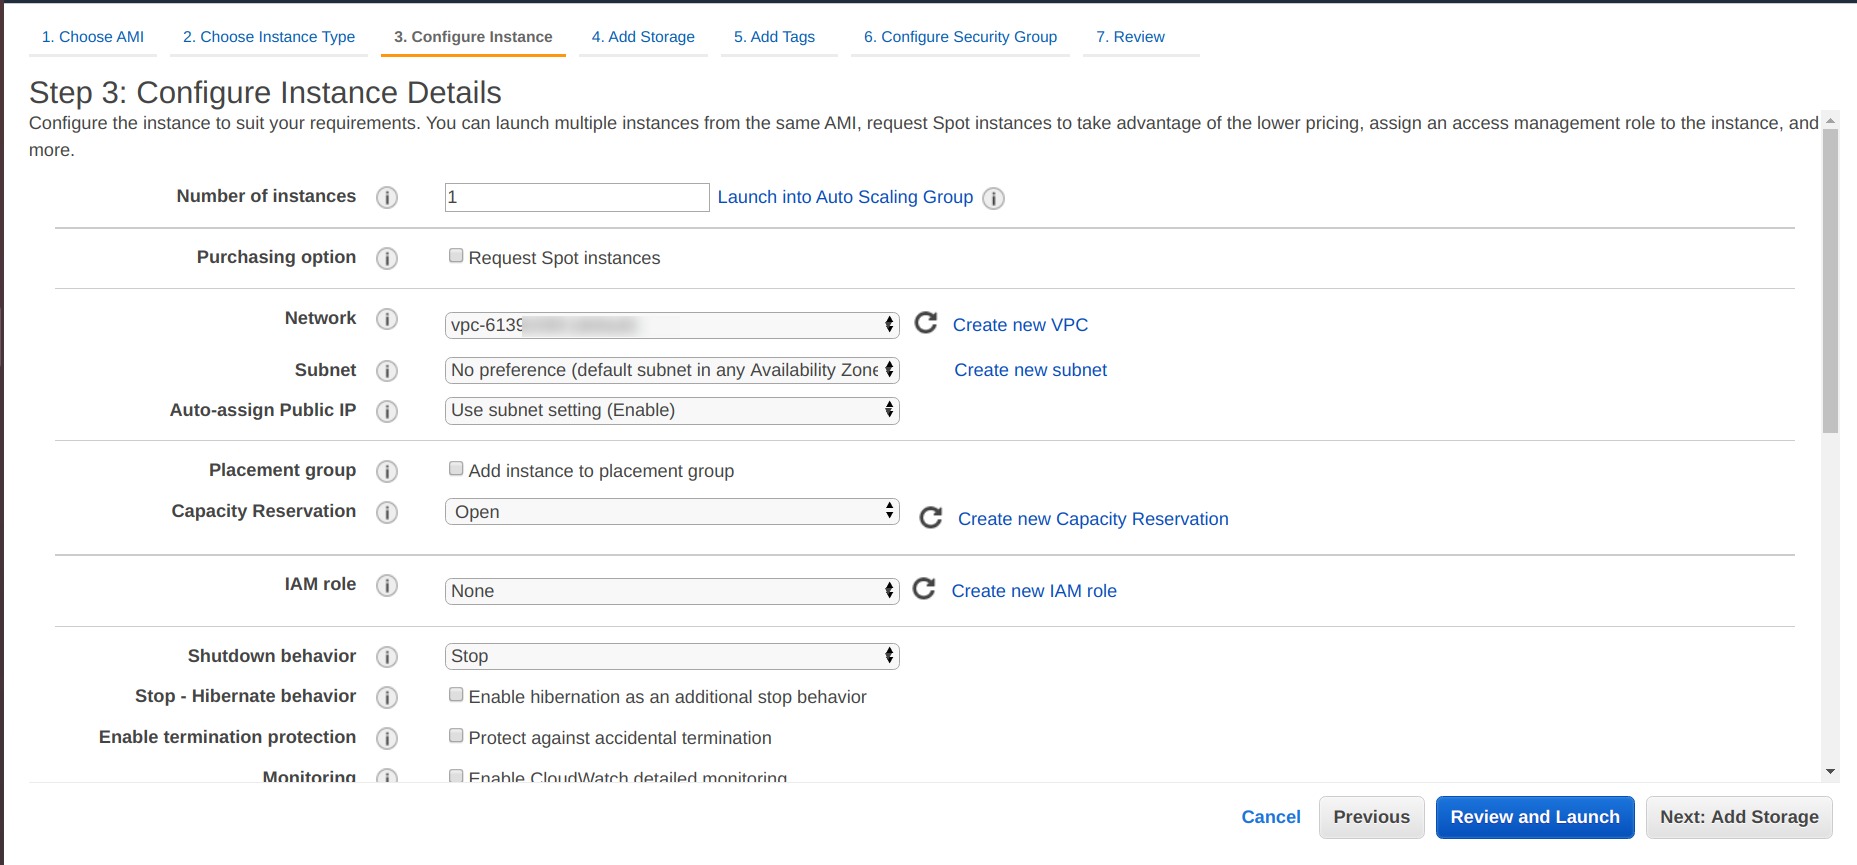 1. Choose AMI
2. Choose Instance Type
3. Configure Instance
4. Add Storage
5. Add Tags
6. Configure Security Group
7. Review
Step 3: Configure Instance Details
Configure the instance to suit your requirements. You can launch multiple instances from the same AMI, request Spot instances to take advantage of the lower pricing, assign an access management role to the instance, and
more.
Number of instances
1
Launch into Auto Scaling Group
Purchasing option
Request Spot instances
Network
vpc-6139
Create new VPC
Subnet
No preference (default subnet in any Availability Zone
Create new subnet
Auto-assign Public IP
Use subnet setting (Enable)
Placement group
Add instance to placement group
Capacity Reservation
Open
Create new Capacity Reservation
IAM role
None
Create new IAM role
Shutdown behavior
Stop
Stop - Hibernate behavior
Enable hibernation as an additional stop behavior
Enable termination protection
Protect against accidental termination
Monitoring
Enable CloudWatch detailed monitoring
Cancel
Previous
Review and Launch
Next: Add Storage